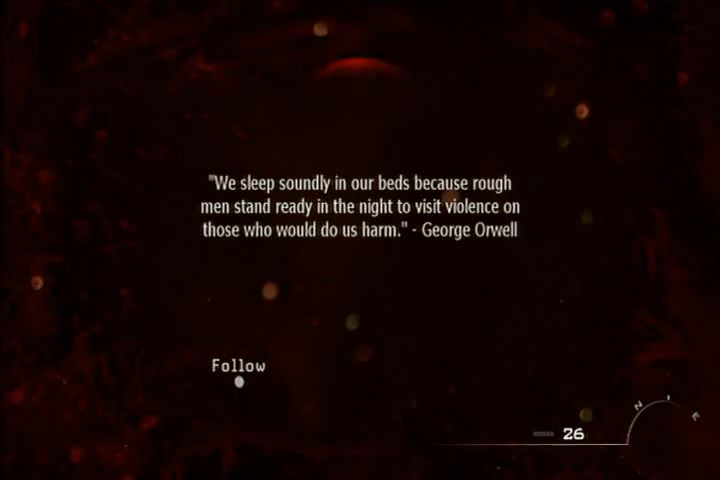 "We sleep soundly in our beds because rough
men stand ready in the night to visit violence on
those who would do us harm." - George Orwell
Follow
26
N